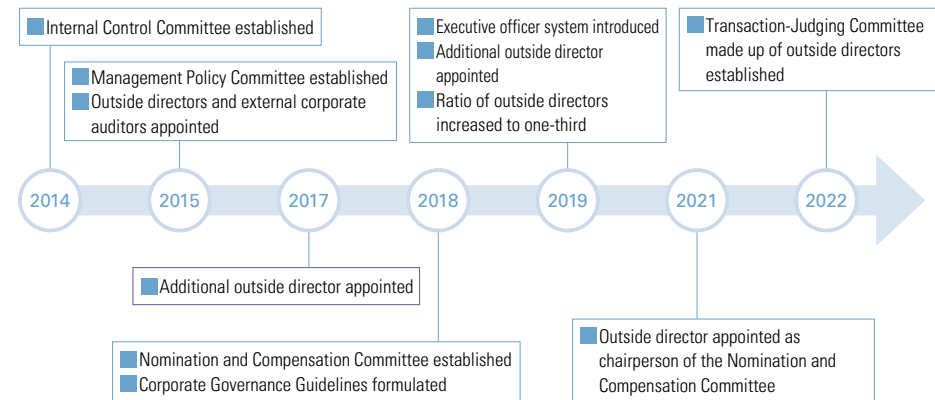 Internal Control Committee established
Management Policy Committee established
Outside directors and external corporate
auditors appointed
Executive officer system introduced
Additional outside director
appointed
Ratio of outside directors
increased to one-third
Transaction-Judging Committee
made up of outside directors
established
2014
2015
2017
2018
2019
2021
2022
Additional outside director appointed
Nomination and Compensation Committee established
Corporate Governance Guidelines formulated
Outside director appointed as
chairperson of the Nomination and
Compensation Committee